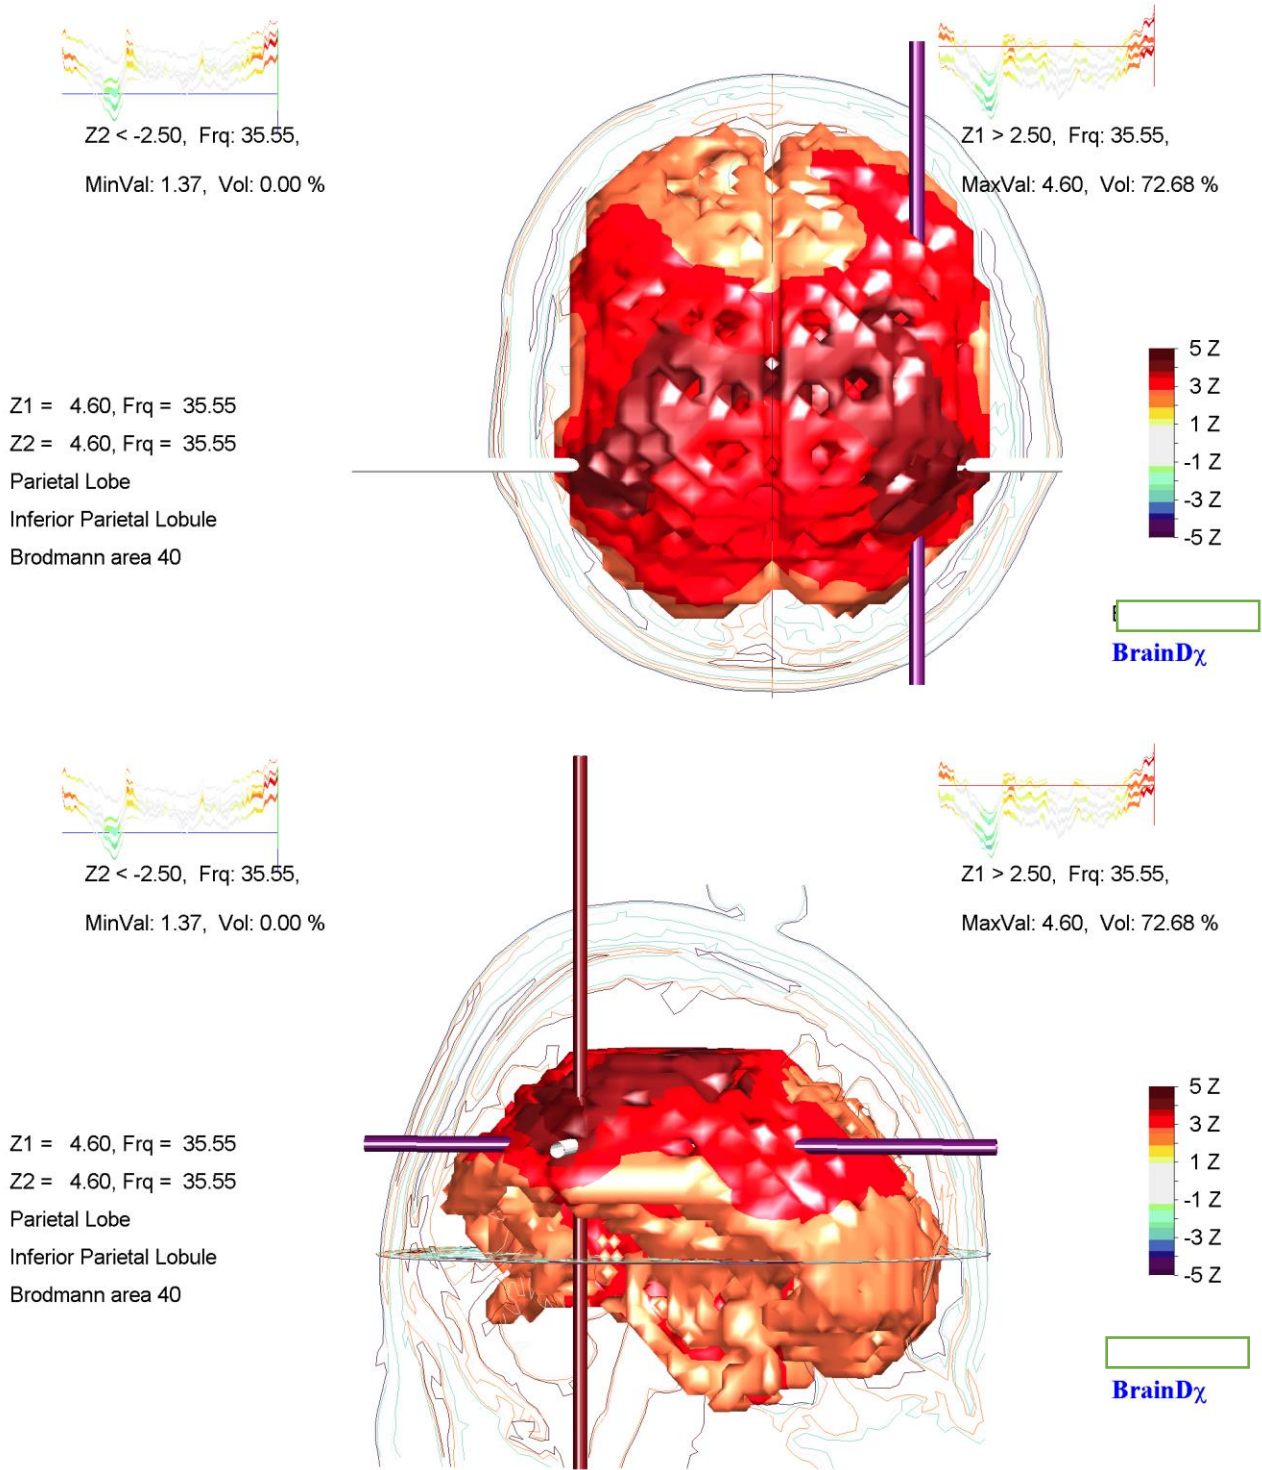 Z2 < -2.50, Frq: 35.55,
MinVal: 1.37, Vol: 0.00 %
Z1 > 2.50, Frq: 35.55,
MaxVal: 4.60, Vol: 72.68 %
Z1 = 4.60, Frq = 35.55
Z2 = 4.60, Frq = 35.55
Parietal Lobe
Inferior Parietal Lobule
Brodmann area 40
5 Z
3 Z
1 Z
-1 Z
-3 Z
-5 Z
BrainDχ
Z2 < -2.50, Frq: 35.55,
MinVal: 1.37, Vol: 0.00 %
Z1 > 2.50, Frq: 35.55,
MaxVal: 4.60, Vol: 72.68 %
Z1 = 4.60, Frq = 35.55
Z2 = 4.60, Frq = 35.55
Parietal Lobe
Inferior Parietal Lobule
Brodmann area 40
5 Z
3 Z
1 Z
-1 Z
-3 Z
-5 Z
BrainDχ